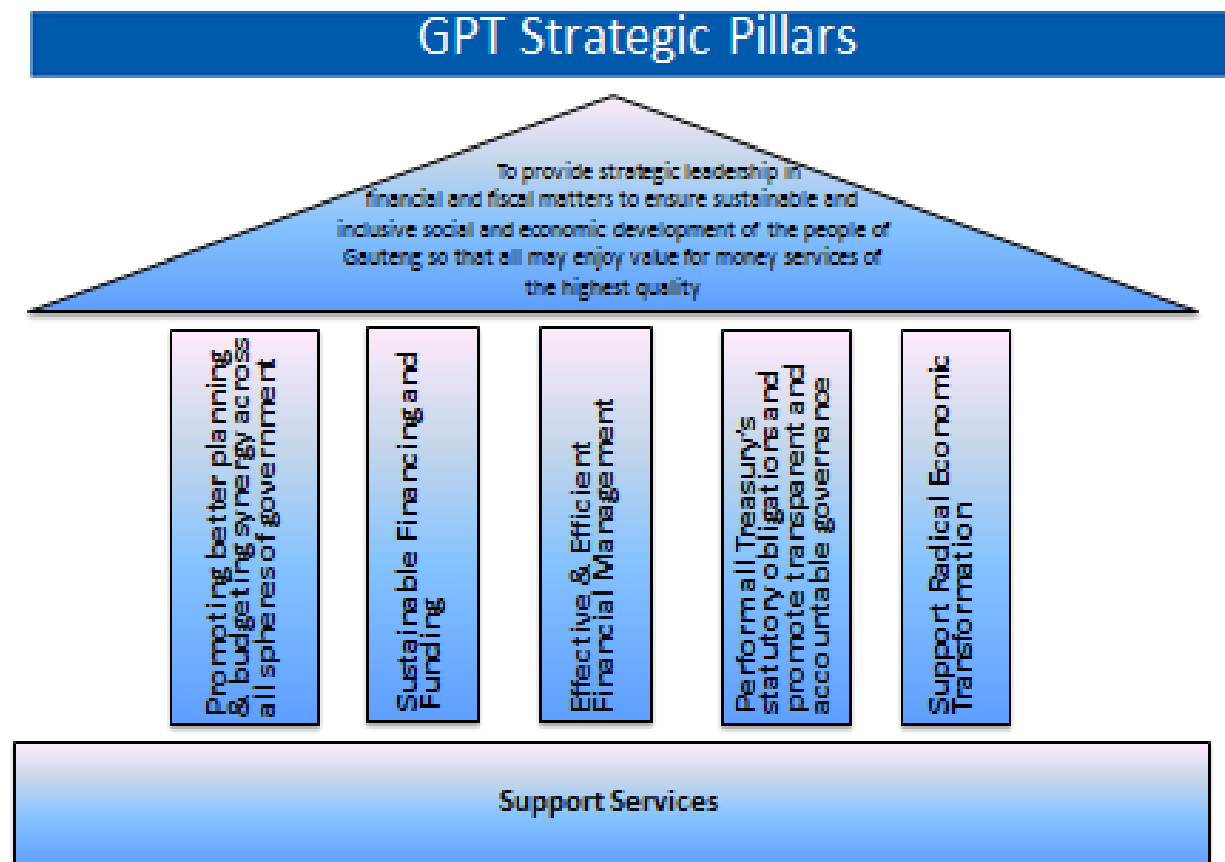 GPT Strategic Pillars
To provide strategic leadership in
financial and fiscal matters to ensure sustainable and
inclusive social and economic development of the people of
Gauteng so that all may enjoy value for money services of
the highest quality
Promoting better planning
& budgeting synergy across
all spheres of government
Sustainable Financing and
Funding
Effective & Efficient
Financial Management
Perform all Treasury's
statutory obligations and
promote transparent and
accountable governance
Support Radical Economic
Transformation
Support Services